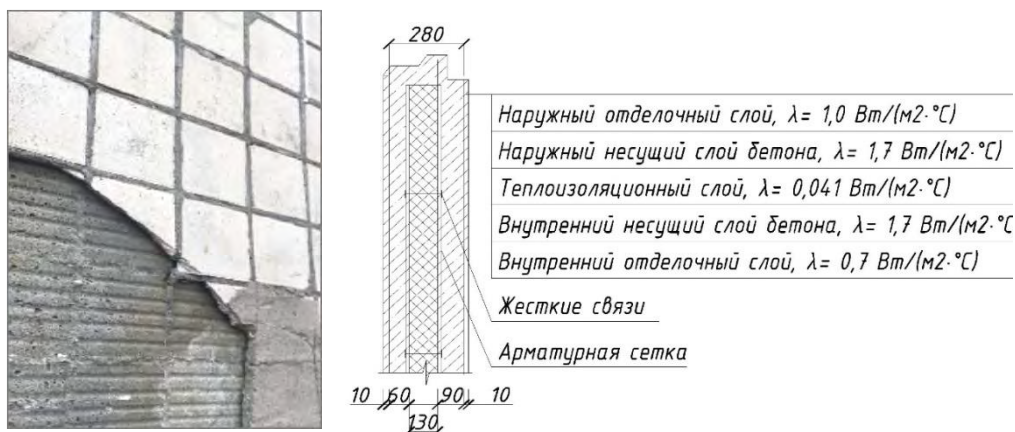 280
Наружный отделочный слой, λ= 1,0 Вт/(м2·°С)
Наружный несущий слой бетона, λ= 1,7 Вт/(м2·°С)
Теплоизоляционный слой, λ= 0,041 Вт/(м2·°С)
Внутренний несущий слой бетона, λ= 1,7 Вт/(м2·°С
Внутренний отделочный слой, λ= 0,7 Вт/(м2·°С)
Жесткие связи
Арматурная сетка
10 60 90 10
130